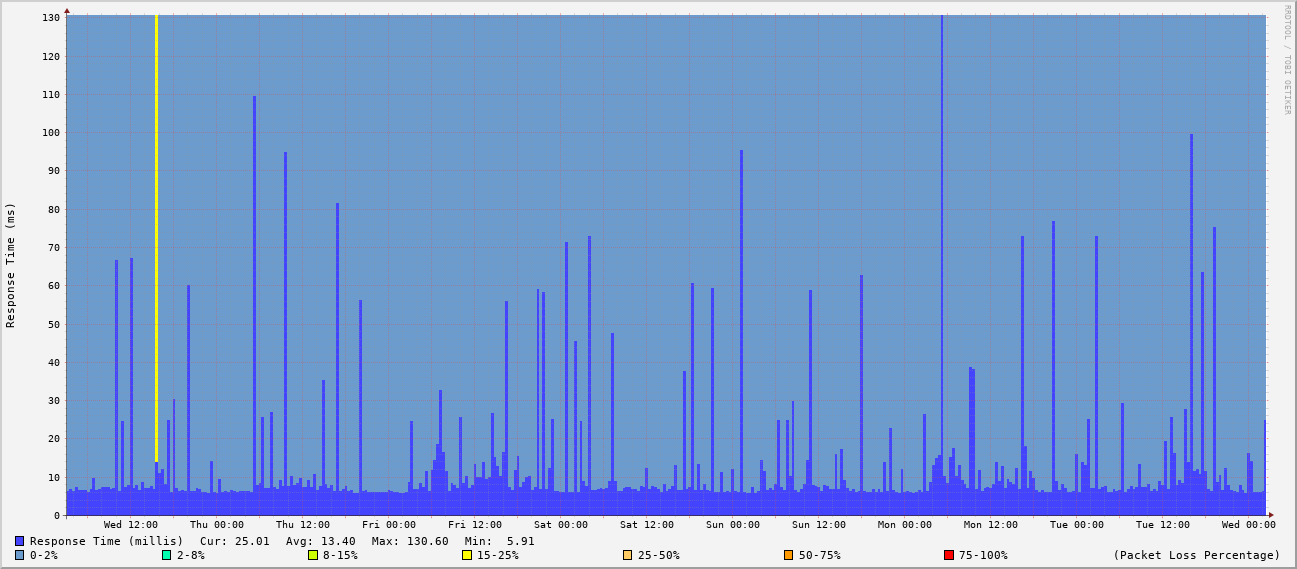 RRDTOOL / TOBI OETIKER
Response Time (ms)
130
120
110
100
90
80
70
60
50
40
30
20
10
0
Wed 12:00 Thu 00:00 Thu 12:00 Fri 00:00 Fri 12:00 Sat 00:00 Sat 12:00 Sun 00:00 Sun 12:00 Mon 00:00 Mon 12:00 Tue 00:00 Tue 12:00 Wed 00:00
Response Time (millis) Cur: 25.01 Avg: 13.40 Max: 130.60 Min: 5.91
0-2% 2-8% 8-15% 15-25% 25-50% 50-75% 75-100% (Packet Loss Percentage)